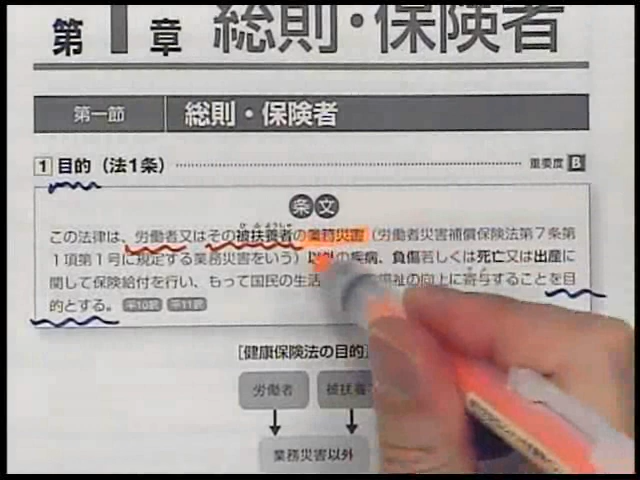 第1章 総則・保険者
第一節 総則・保険者
1 目的（法1条） 重要度 B
条文
この法律は、労働者又はその被扶養者の業務災害（労働者災害補償保険法第7条第
1項第1号に規定する業務災害をいう）以外の疾病、負傷若しくは死亡又は出産に
関して保険給付を行い、もって国民の生活 福祉の向上に寄与することを目
的とする。 平10択 平11択
[健康保険法の目的]
労働者 被扶養
業務災害以外